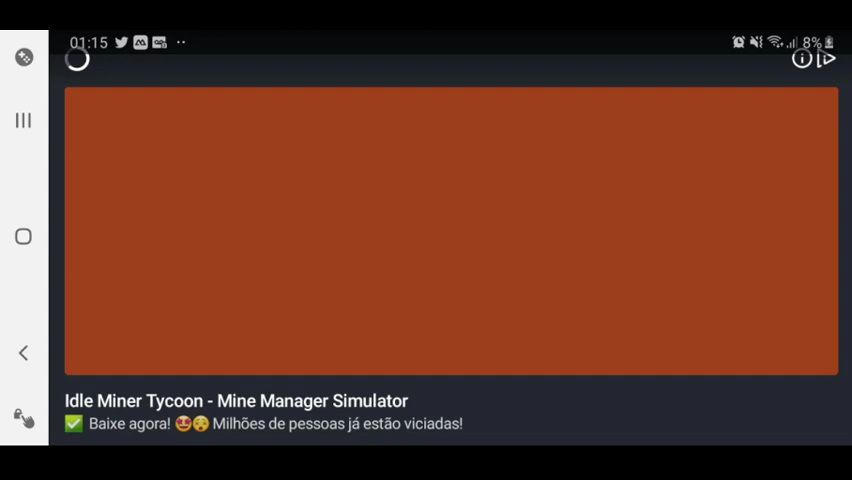 01:15
8%
Idle Miner Tycoon - Mine Manager Simulator
✅ Baixe agora! 🤩😯 Milhões de pessoas já estão viciadas!